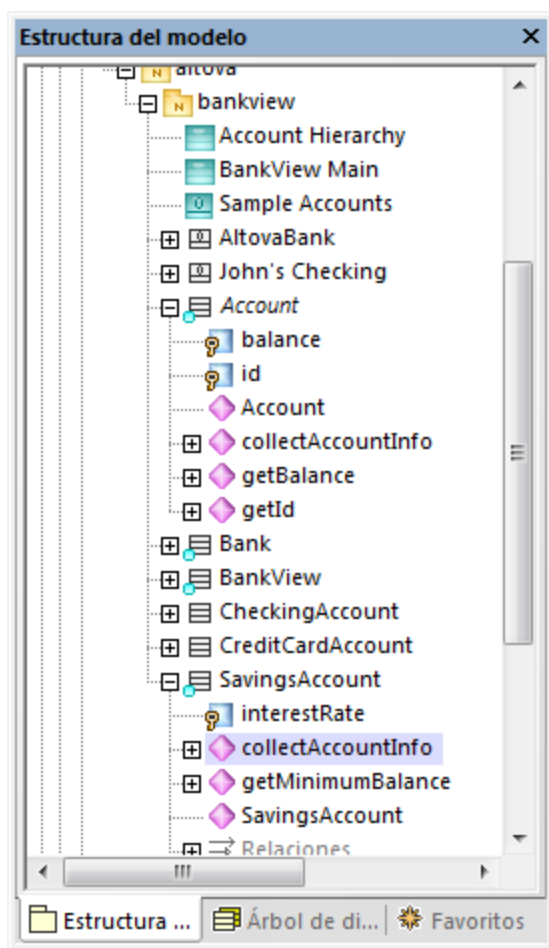 Estructura del modelo
altova
bankview
Account Hierarchy
BankView Main
Sample Accounts
AltovaBank
John's Checking
Account
balance
id
Account
collectAccountInfo
getBalance
getId
Bank
BankView
CheckingAccount
CreditCardAccount
SavingsAccount
interestRate
collectAccountInfo
getMinimumBalance
SavingsAccount
Relaciones
Estructura ... Árbol de di... Favoritos